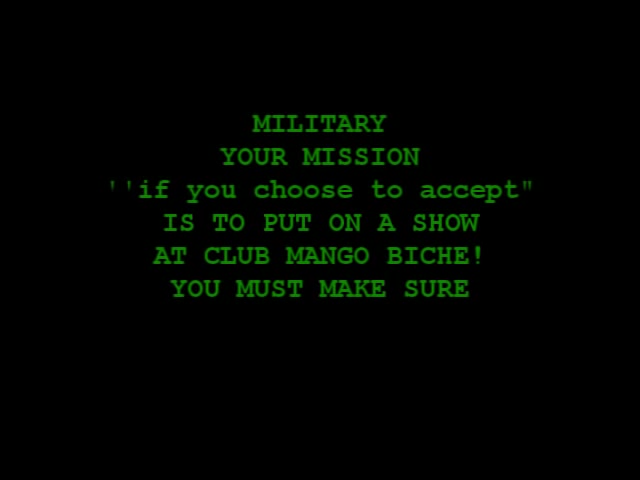 MILITARY
YOUR MISSION
''if you choose to accept"
IS TO PUT ON A SHOW
AT CLUB MANGO BICHE!
YOU MUST MAKE SURE